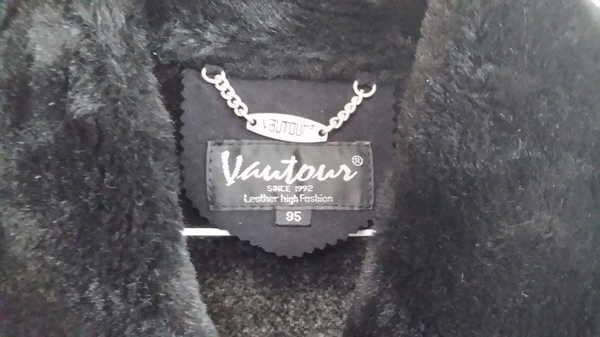 VAUTOUR
Vautour®
SINCE 1992
Leather high Fashion
95